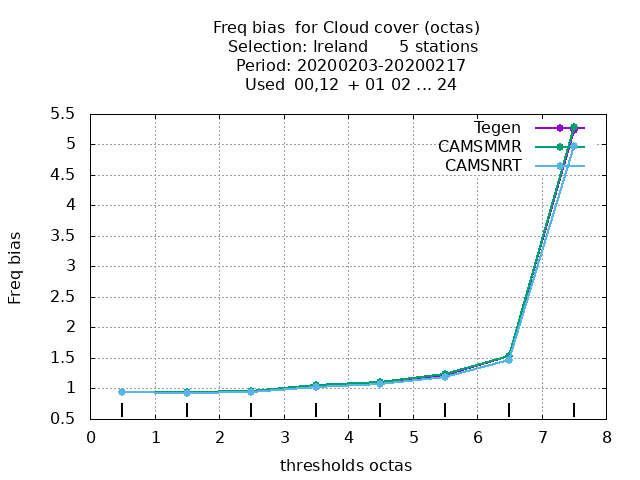 Freq bias  for Cloud cover (octas)
Selection: Ireland      5 stations
Period: 20200203-20200217
Used  00,12  + 01 02 ... 24
5.5
5
4.5
4
3.5
3
2.5
2
1.5
1
0.5
Freq bias
Tegen
CAMSMMR
CAMSNRT
0 1 2 3 4 5 6 7 8
thresholds octas